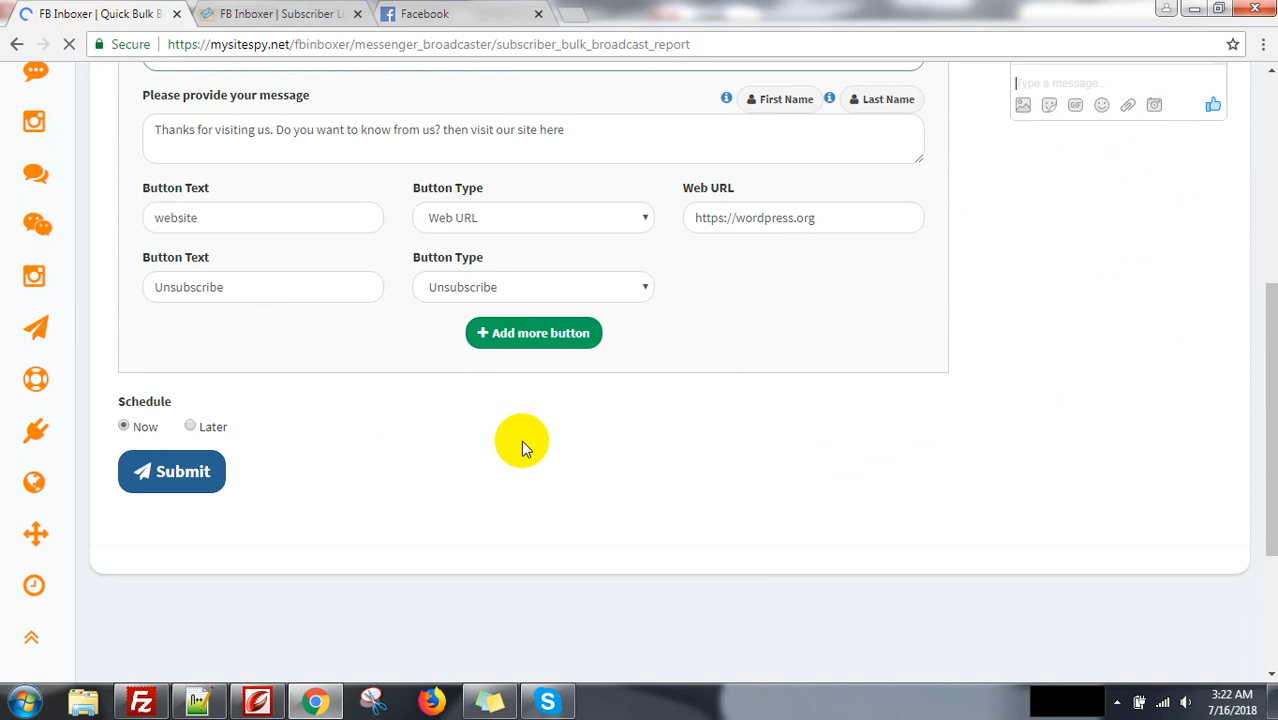 FB Inboxer | Quick Bulk B
FB Inboxer | Subscriber Li
Facebook
Secure
https://mysitespy.net/fbinboxer/messenger_broadcaster/subscriber_bulk_broadcast_report
Type a message...
GIF
Please provide your message
First Name
Last Name
Thanks for visiting us. Do you want to know from us? then visit our site here
Button Text
Button Type
Web URL
website
Web URL
https://wordpress.org
Button Text
Button Type
Unsubscribe
Unsubscribe
Add more button
Schedule
Now
Later
Submit
3:22 AM
7/16/2018